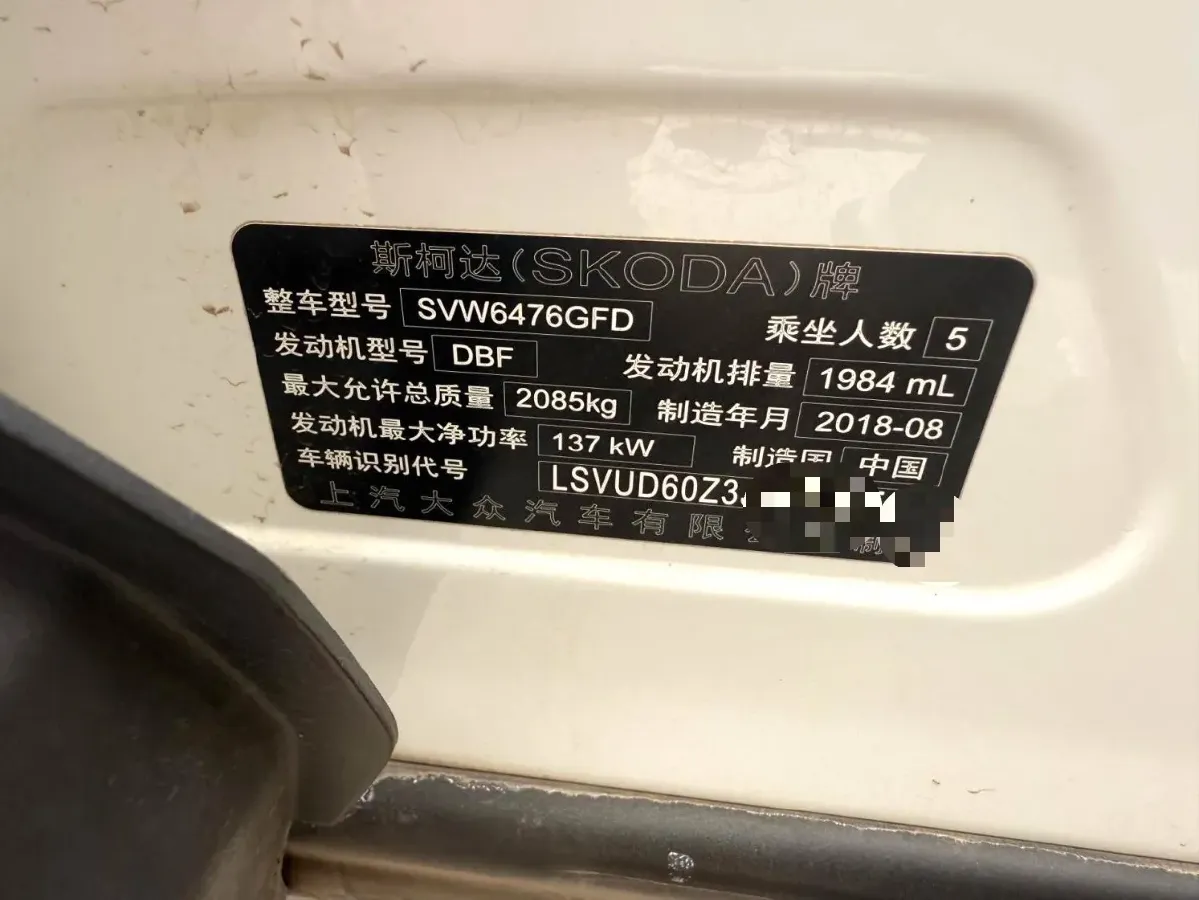 斯柯达(SKODA)牌
整车型号 SVW6476GFD 乘坐人数 5
发动机型号 DBF 发动机排量 1984 mL
最大允许总质量 2085kg 制造年月 2018-08
发动机最大净功率 137 kW 制造国 中国
车辆识别代号 LSVUD60Z3
上汽大众汽车有限 制